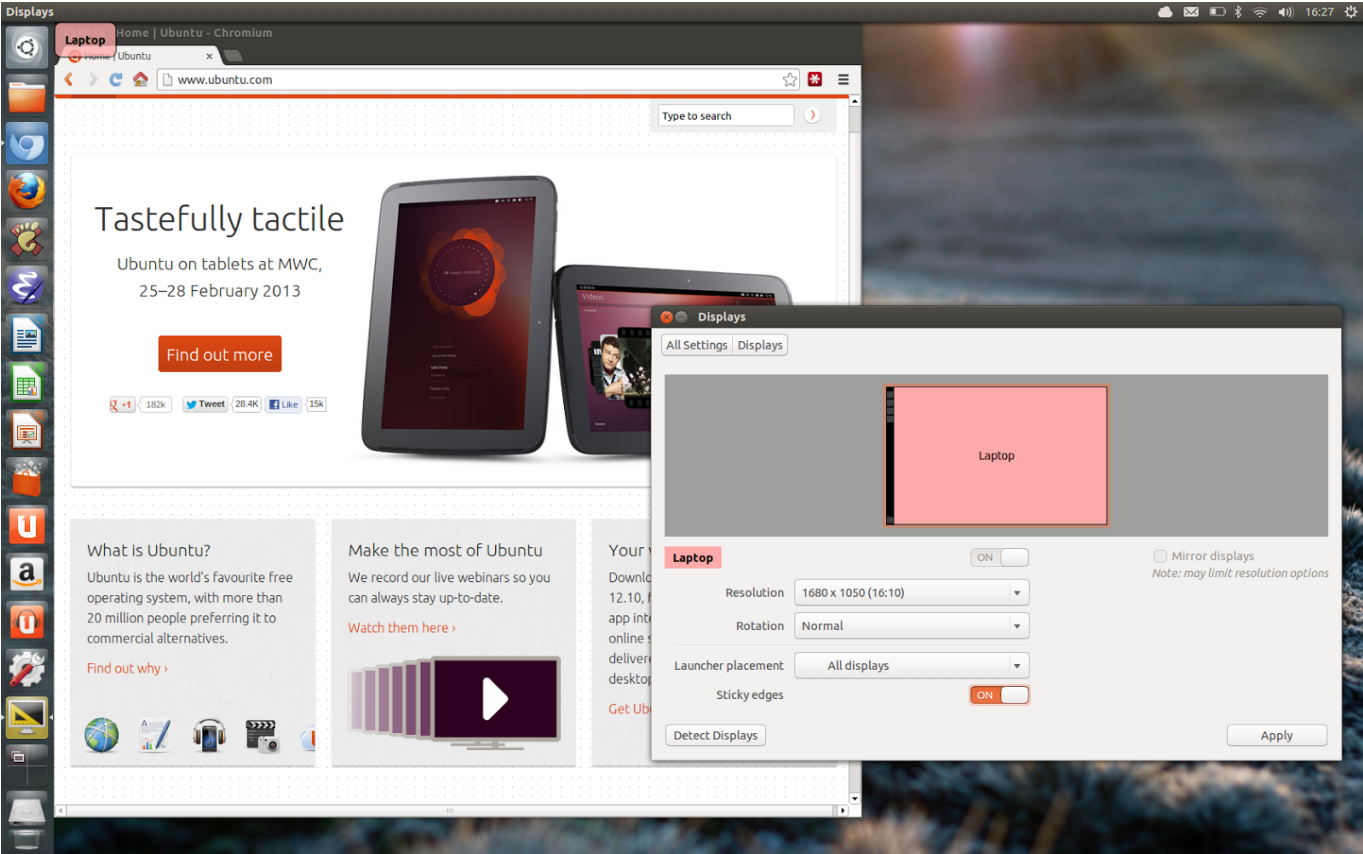 Displays
16:27
Laptop
Home | Ubuntu - Chromium
Home | Ubuntu
www.ubuntu.com
Type to search
Tastefully tactile
Ubuntu on tablets at MWC,
25–28 February 2013
Find out more
+1 182k Tweet 28.4K Like 15k
Videos
What is Ubuntu?
Ubuntu is the world's favourite free
operating system, with more than
20 million people preferring it to
commercial alternatives.
Find out why ›
Make the most of Ubuntu
We record our live webinars so you
can always stay up-to-date.
Watch them here ›
Your
Downlo
12.10, f
app inte
online s
delivere
desktop
Get Ubu
Displays
All Settings Displays
Laptop
Laptop
ON
Mirror displays
Note: may limit resolution options
Resolution 1680 x 1050 (16:10)
Rotation Normal
Launcher placement All displays
Sticky edges ON
Detect Displays
Apply